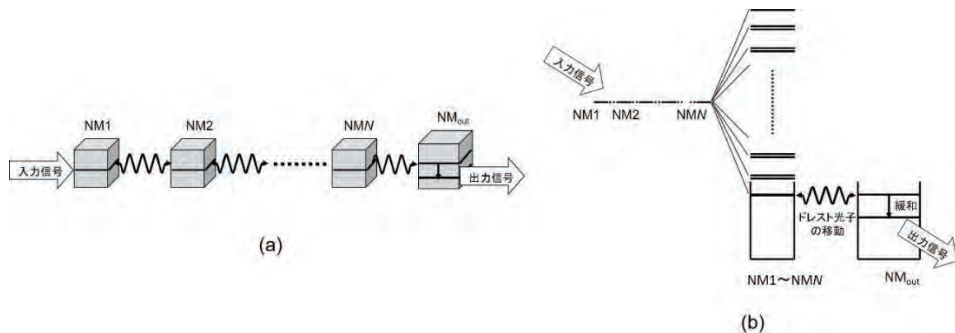 NM1
NM2
NMN
NMout
入力信号
出力信号
(a)
入力信号
NM1
NM2
NMN
ドレスト光子
の移動
緩和
出力信号
NM1～NMN
NMout
(b)